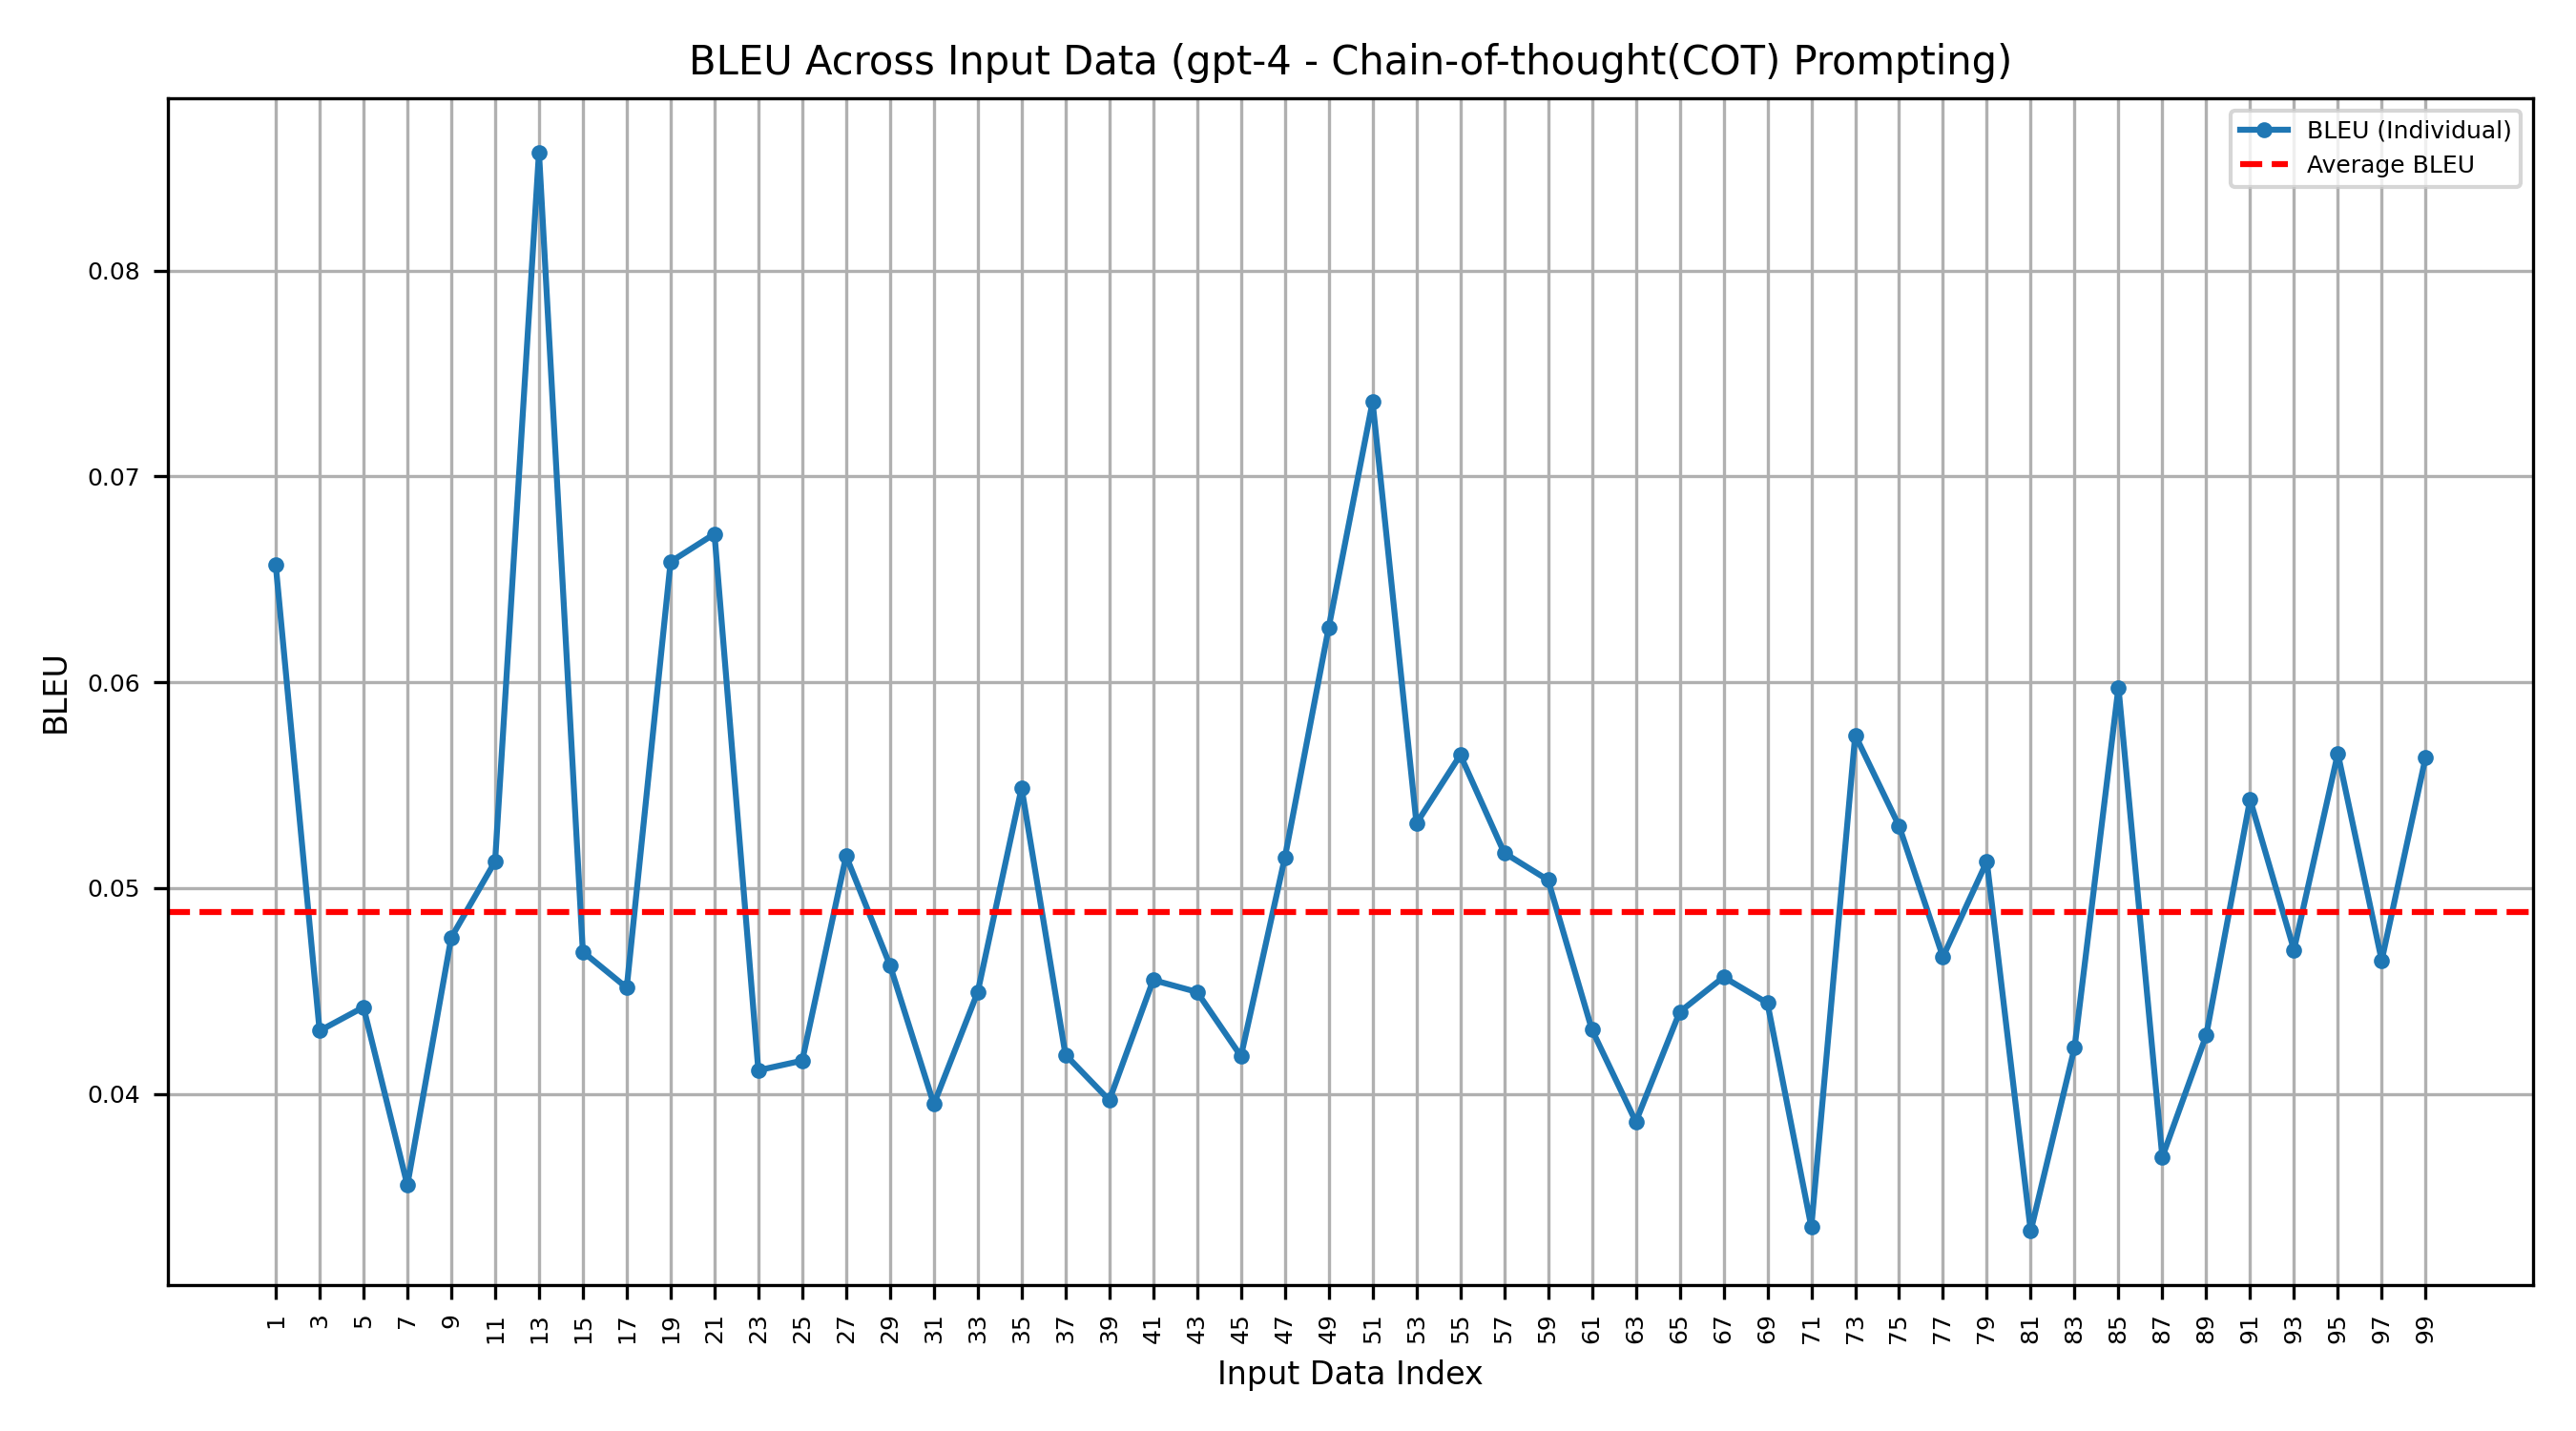 BLEU Across Input Data (gpt-4 - Chain-of-thought(COT) Prompting)
BLEU (Individual)
Average BLEU
0.08
0.07
0.06
0.05
0.04
BLEU
1 3 5 7 9 11 13 15 17 19 21 23 25 27 29 31 33 35 37 39 41 43 45 47 49 51 53 55 57 59 61 63 65 67 69 71 73 75 77 79 81 83 85 87 89 91 93 95 97 99
Input Data Index